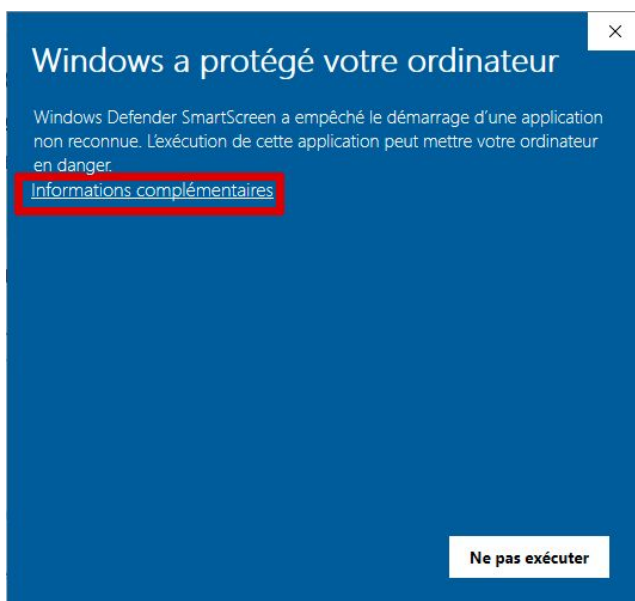 Windows a protégé votre ordinateur
Windows Defender SmartScreen a empêché le démarrage d'une application
non reconnue. L'exécution de cette application peut mettre votre ordinateur
en danger.
Informations complémentaires
Ne pas exécuter